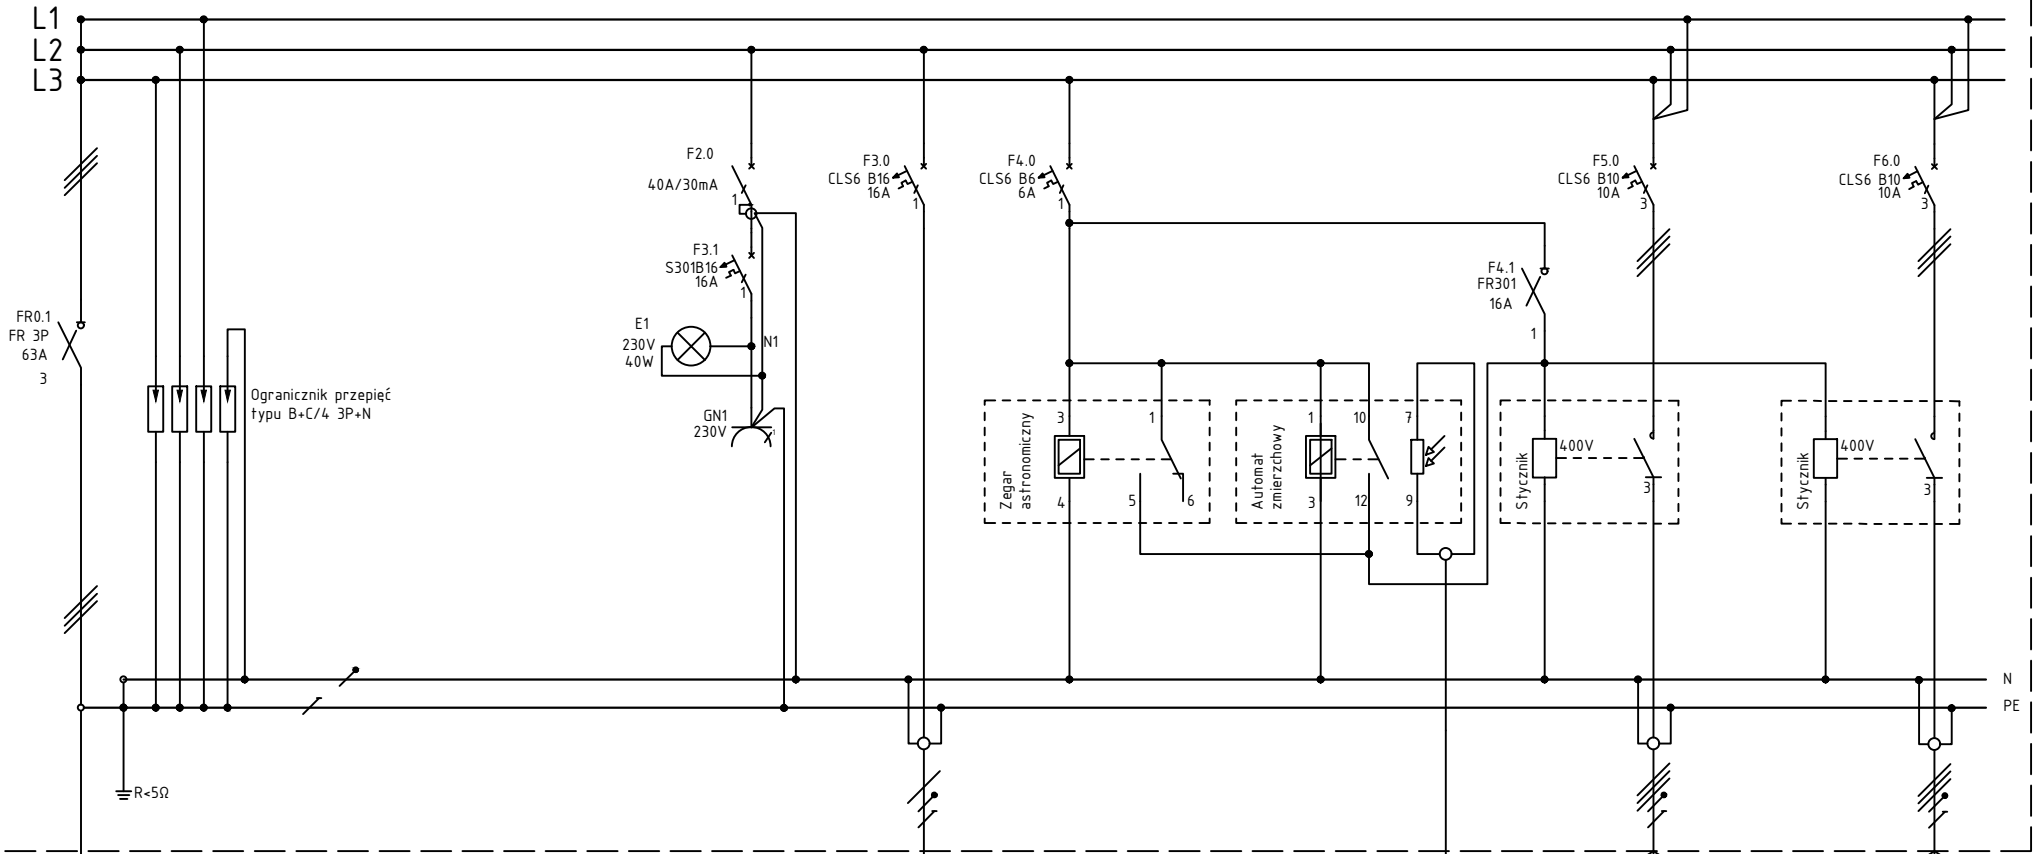 L1
L2
L3
FR0.1
FR 3P
63A
3
Ogranicznik przepięć
typu B+C/4 3P+N
R<5Ω
F2.0
40A/30mA
1
F3.1
S301B16
16A
1
E1
230V
40W
N1
GN1
230V
1
F3.0
CLS6 B16
16A
1
F4.0
CLS6 B6
6A
1
F4.1
FR301
16A
1
F5.0
CLS6 B10
10A
3
F6.0
CLS6 B10
10A
3
Zegar
astronomiczny
3
1
4
5
6
Automat
zmierzchowy
1
10
7
3
12
9
Stycznik
400V
3
Stycznik
400V
3
N
PE